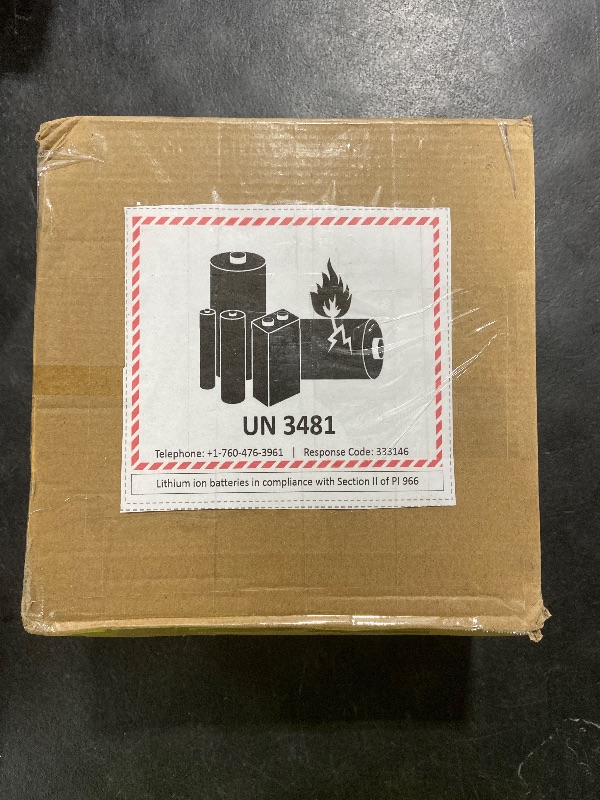 UN 3481
Telephone: +1-760-476-3961 | Response Code: 333146
Lithium ion batteries in compliance with Section II of PI 966